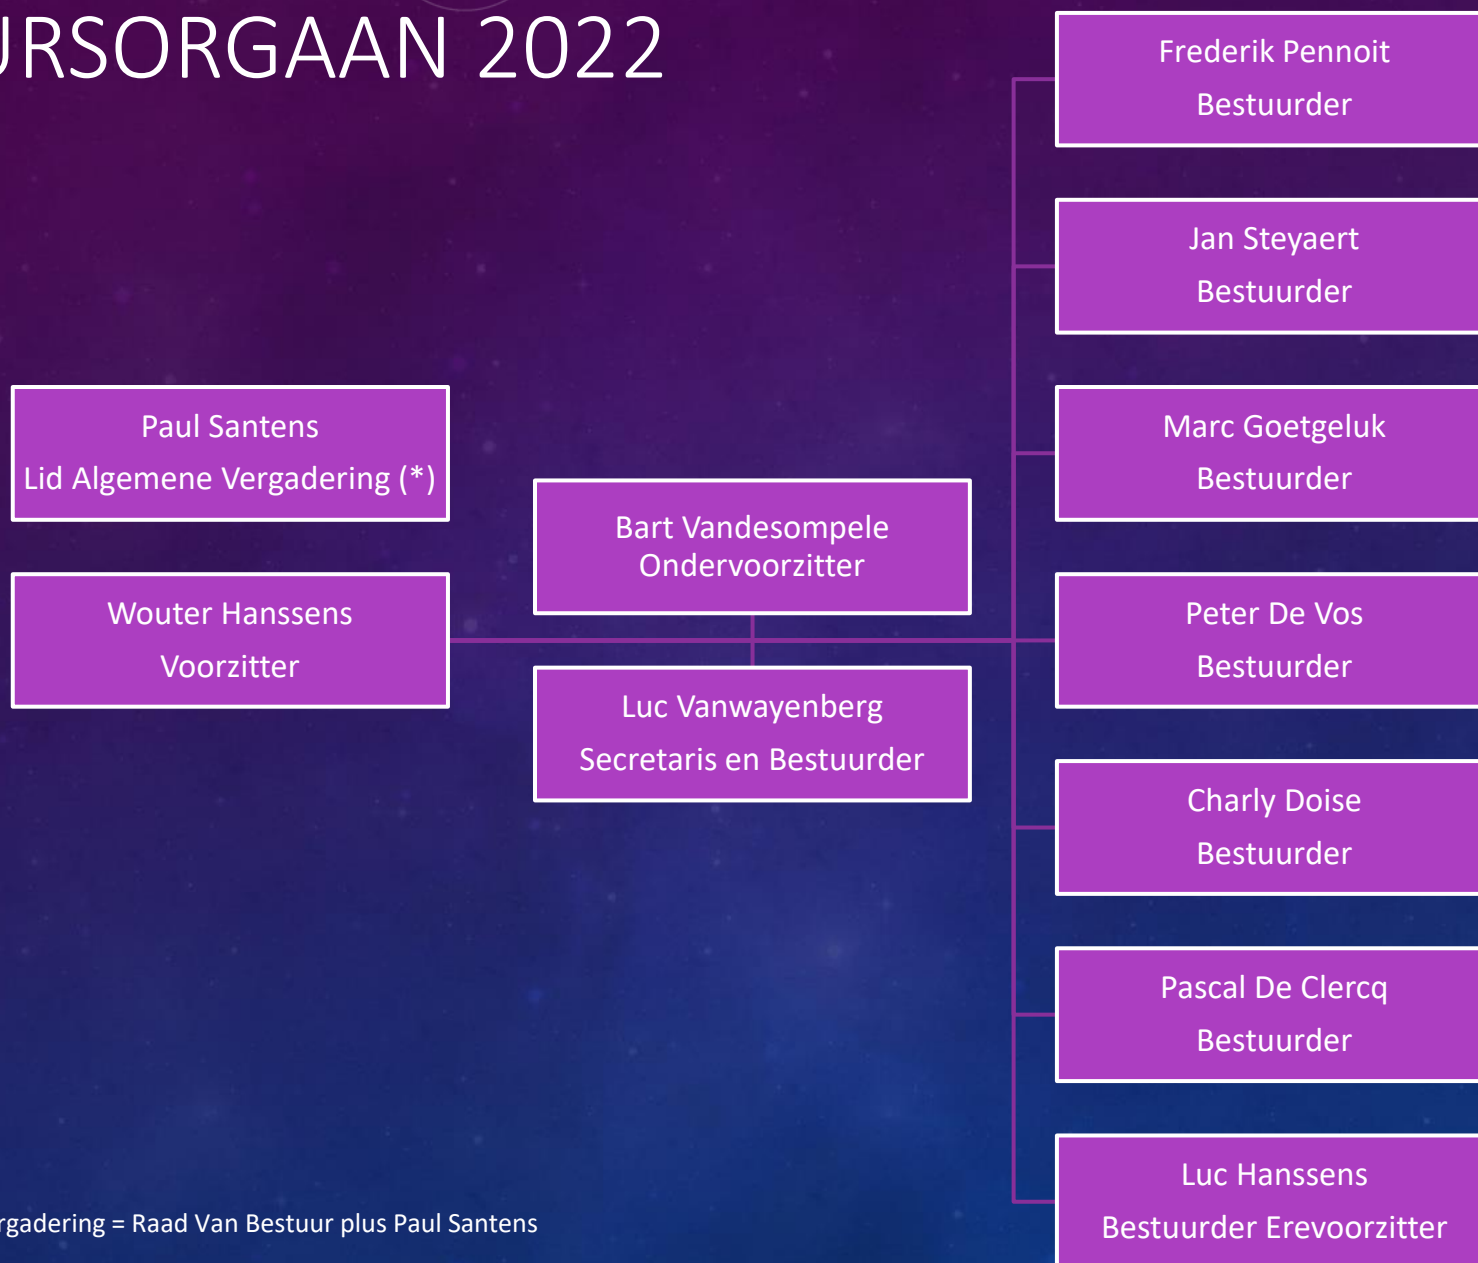 URSORGAAN 2022
Frederik Pennoit
Bestuurder
Jan Steyaert
Bestuurder
Paul Santens
Lid Algemene Vergadering (*)
Marc Goetgeluk
Bestuurder
Bart Vandesompele
Ondervoorzitter
Wouter Hanssens
Voorzitter
Peter De Vos
Bestuurder
Luc Vanwayenberg
Secretaris en Bestuurder
Charly Doise
Bestuurder
Pascal De Clercq
Bestuurder
Luc Hanssens
Bestuurder Erevoorzitter
rgadering = Raad Van Bestuur plus Paul Santens